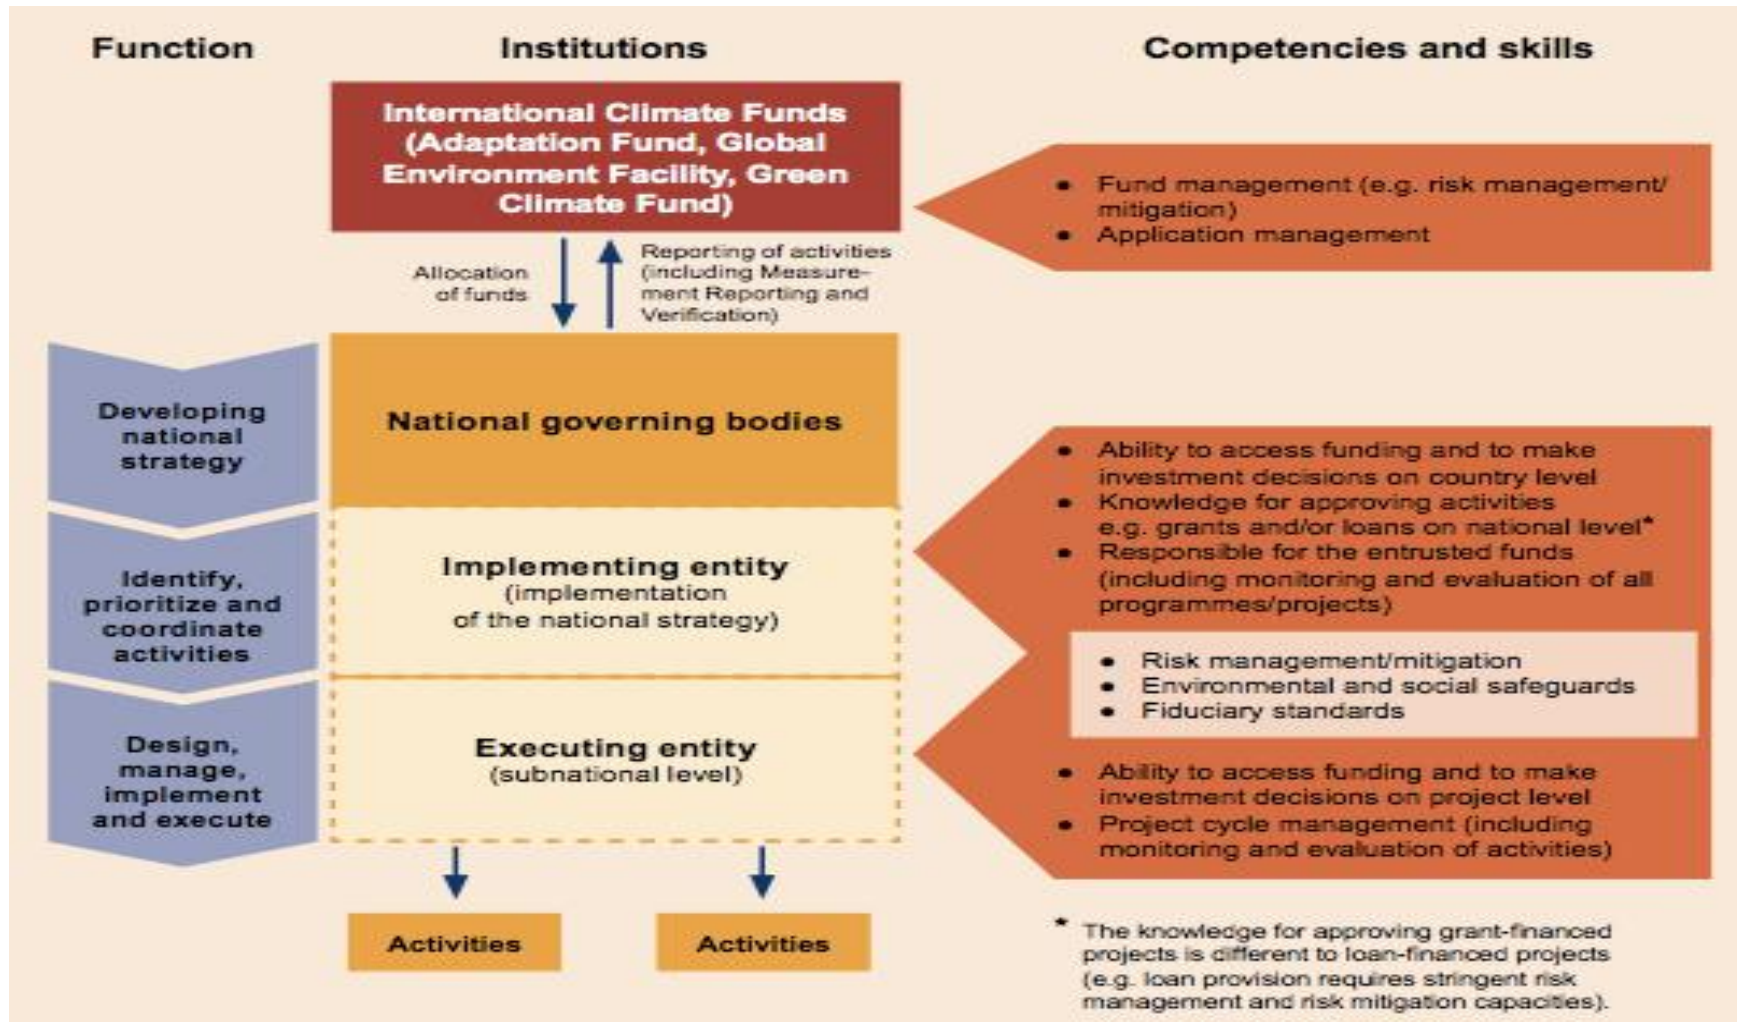 Function
Institutions
Competencies and skills
International Climate Funds
(Adaptation Fund, Global
Environment Facility, Green
Climate Fund)
● Fund management (e.g. risk management/
mitigation)
● Application management
Allocation
of funds
Reporting of activities
(including Measure-
ment Reporting and
Verification)
Developing
national
strategy
National governing bodies
● Ability to access funding and to make
investment decisions on country level
● Knowledge for approving activities
e.g. grants and/or loans on national level*
● Responsible for the entrusted funds
(including monitoring and evaluation of all
programmes/projects)
Identify,
prioritize and
coordinate
activities
Implementing entity
(implementation
of the national strategy)
● Risk management/mitigation
● Environmental and social safeguards
● Fiduciary standards
Design,
manage,
implement
and execute
Executing entity
(subnational level)
● Ability to access funding and to make
investment decisions on project level
● Project cycle management (including
monitoring and evaluation of activities)
Activities
Activities
* The knowledge for approving grant-financed
projects is different to loan-financed projects
(e.g. loan provision requires stringent risk
management and risk mitigation capacities).